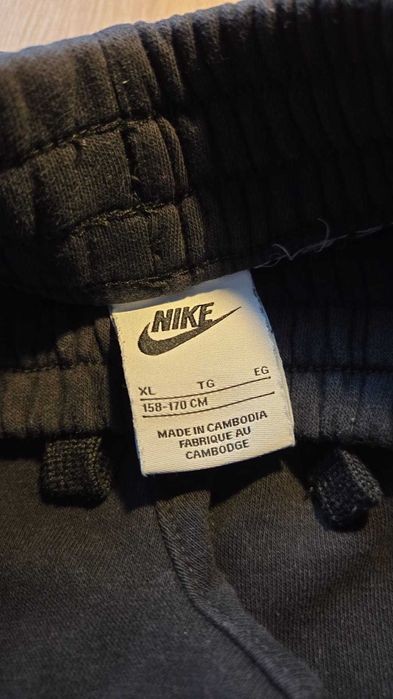 NIKE
XL TG EG
158-170 CM
MADE IN CAMBODIA
FABRIQUE AU
CAMBODGE